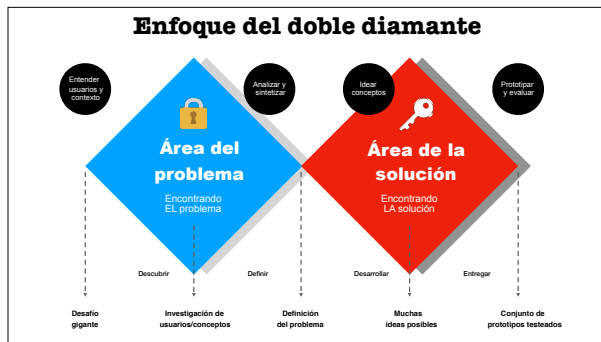 Enfoque del doble diamante
Entender
usuarios y
contexto
Analizar y
sintetizar
Idear
conceptos
Prototipar
y evaluar
Área del
problema
Encontrando
EL problema
Área de la
solución
Encontrando
LA solución
Descubrir
Definir
Desarrollar
Entregar
Desafío
gigante
Investigación de
usuarios/conceptos
Definición
del problema
Muchas
ideas posibles
Conjunto de
prototipos testeados